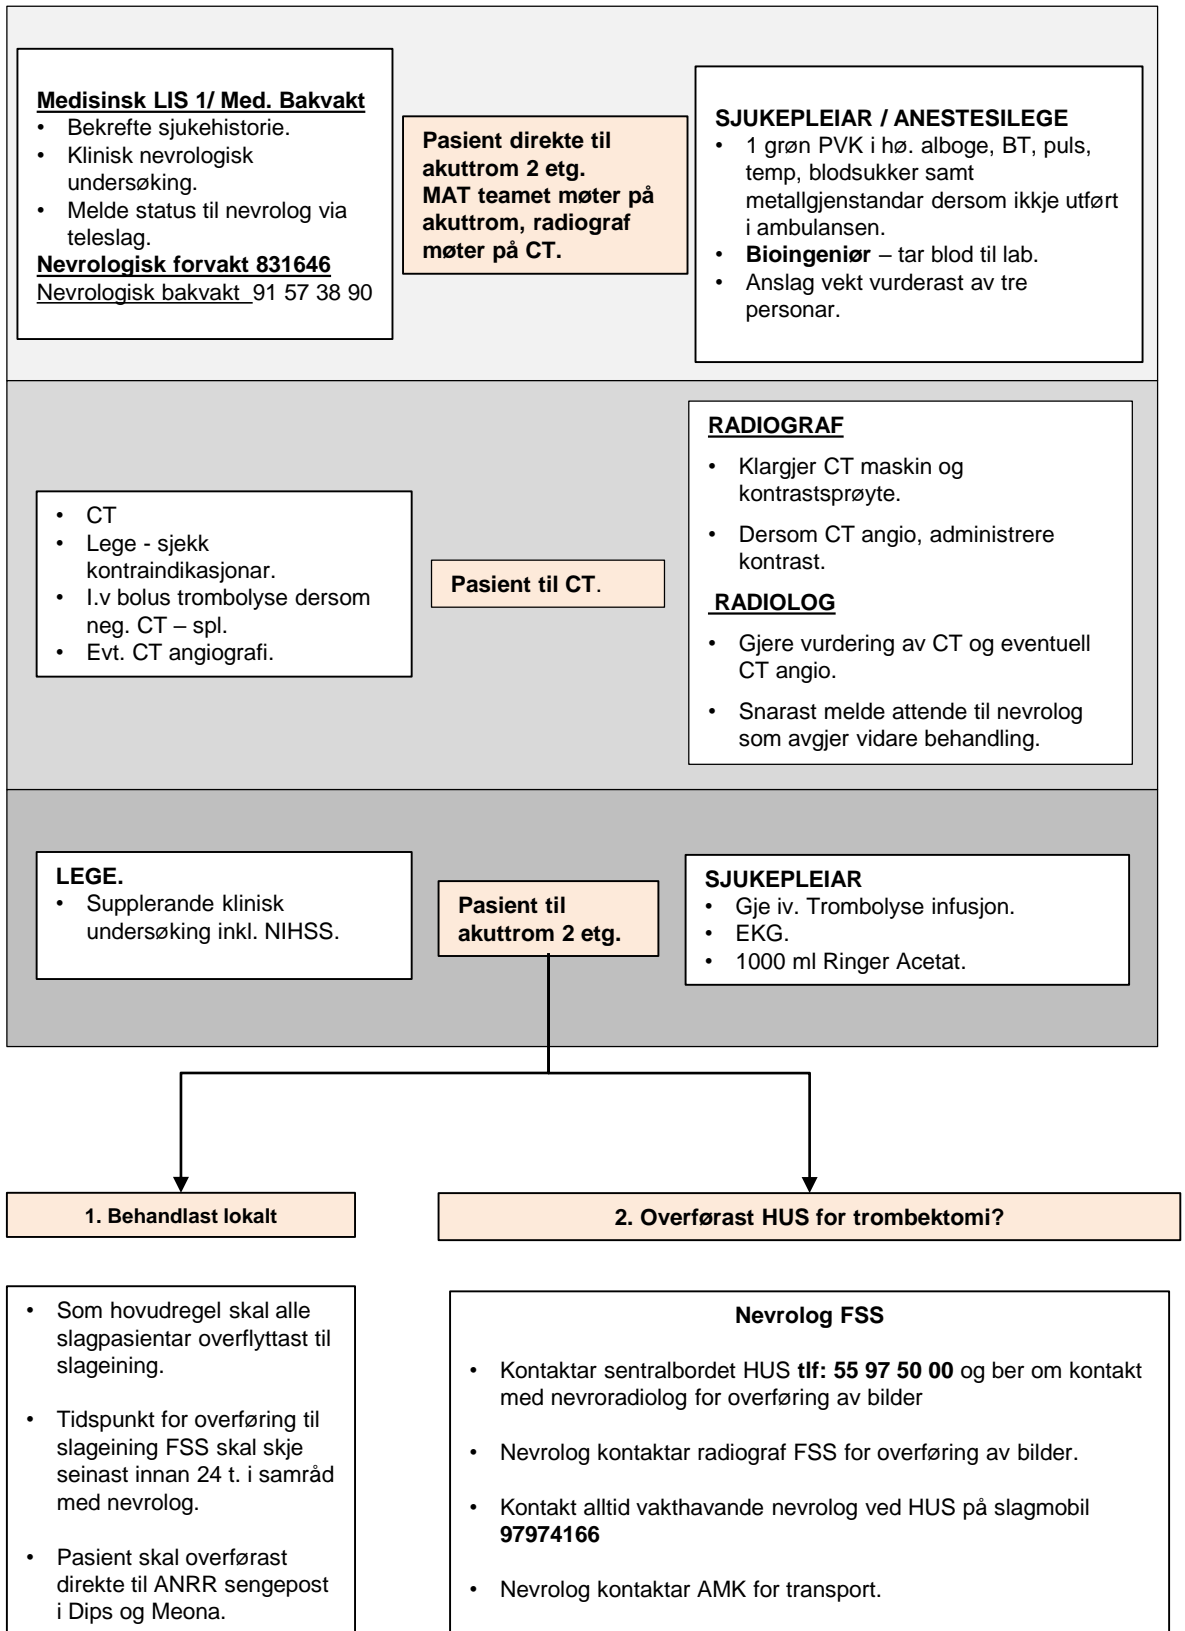 Medisinsk LIS 1/ Med. Bakvakt
• Bekrefte sjukehistorie.
• Klinisk nevrologisk
undersøking.
• Melde status til nevrolog via
teleslag.
Nevrologisk forvakt 831646
Nevrologisk bakvakt 91 57 38 90
Pasient direkte til
akuttrom 2 etg.
MAT teamet møter på
akuttrom, radiograf
møter på CT.
SJUKEPLEIAR / ANESTESILEGE
• 1 grøn PVK i hø. alboge, BT, puls,
temp, blodsukker samt
metallgjenstandar dersom ikkje utført
i ambulansen.
• Bioingeniør – tar blod til lab.
• Anslag vekt vurderast av tre
personar.
• CT
• Lege - sjekk
kontraindikasjonar.
• I.v bolus trombolyse dersom
neg. CT – spl.
• Evt. CT angiografi.
Pasient til CT.
RADIOGRAF
• Klargjer CT maskin og
kontrastsprøyte.
• Dersom CT angio, administrere
kontrast.
RADIOLOG
• Gjere vurdering av CT og eventuell
CT angio.
• Snarast melde attende til nevrolog
som avgjer vidare behandling.
LEGE.
• Supplerande klinisk
undersøking inkl. NIHSS.
Pasient til
akuttrom 2 etg.
SJUKEPLEIAR
• Gje iv. Trombolyse infusjon.
• EKG.
• 1000 ml Ringer Acetat.
1. Behandlast lokalt
• Som hovudregel skal alle
slagpasientar overflyttast til
slageining.
• Tidspunkt for overføring til
slageining FSS skal skje
seinast innan 24 t. i samråd
med nevrolog.
• Pasient skal overførast
direkte til ANRR sengepost
i Dips og Meona.
2. Overførast HUS for trombektomi?
Nevrolog FSS
• Kontaktar sentralbordet HUS tlf: 55 97 50 00 og ber om kontakt
med nevroradiolog for overføring av bilder
• Nevrolog kontaktar radiograf FSS for overføring av bilder.
• Kontakt alltid vakthavande nevrolog ved HUS på slagmobil
97974166
• Nevrolog kontaktar AMK for transport.